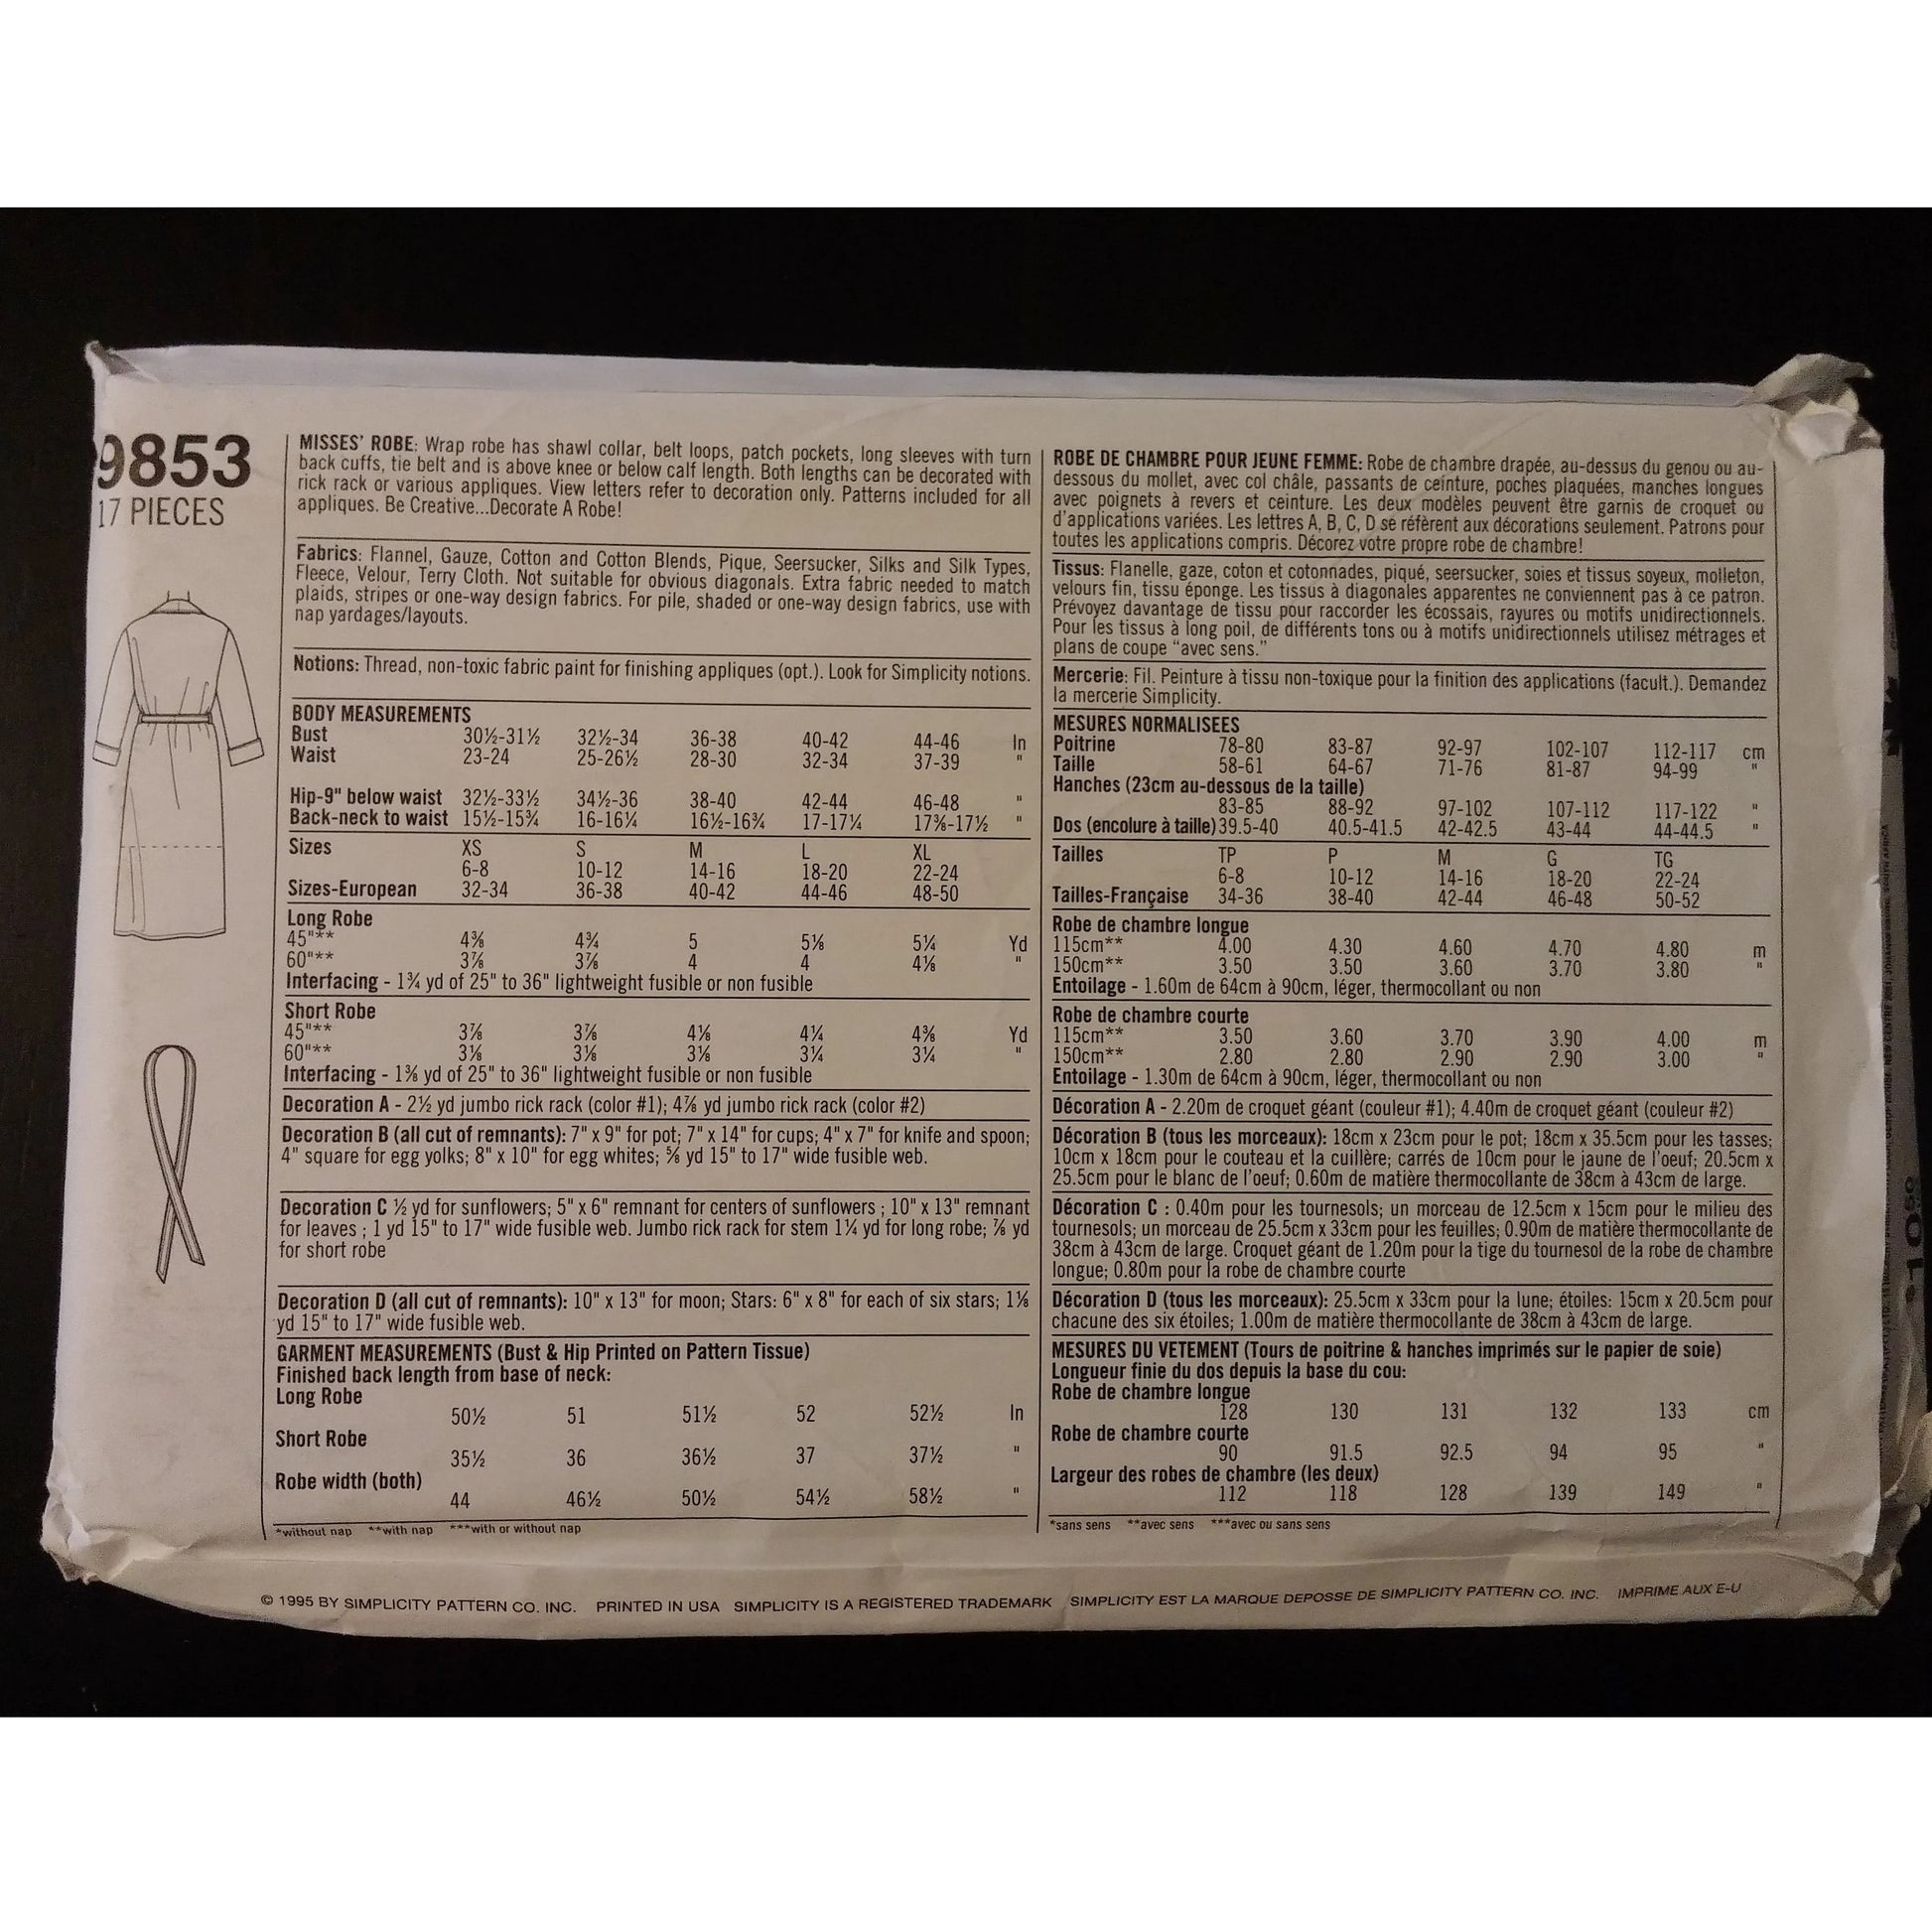 9853
17 PIECES
MISSES' ROBE: Wrap robe has shawl collar, belt loops, patch pockets, long sleeves with turn
back cuffs, tie belt and is above knee or below calf length. Both lengths can be decorated with
rick rack or various appliques. View letters refer to decoration only. Patterns included for all
appliques. Be Creative...Decorate A Robe!
Fabrics: Flannel, Gauze, Cotton and Cotton Blends, Pique, Seersucker, Silks and Silk Types,
Fleece, Velour, Terry Cloth. Not suitable for obvious diagonals. Extra fabric needed to match
plaids, stripes or one-way design fabrics. For pile, shaded or one-way design fabrics, use with
nap yardages/layouts.
Notions: Thread, non-toxic fabric paint for finishing appliques (opt.). Look for Simplicity notions.
BODY MEASUREMENTS
Bust 30½-31½ 32½-34 36-38 40-42 44-46 In
Waist 23-24 25-26½ 28-30 32-34 37-39 "
Hip-9" below waist 32½-33½ 34½-36 38-40 42-44 46-48 "
Back-neck to waist 15½-15¾ 16-16¼ 16½-16¾ 17-17¼ 17⅜-17½ "
Sizes XS S M L XL
6-8 10-12 14-16 18-20 22-24
Sizes-European 32-34 36-38 40-42 44-46 48-50
Long Robe
45"** 4⅜ 4¾ 5 5⅛ 5¼ Yd
60"** 3⅞ 3⅞ 4 4 4⅛ "
Interfacing - 1¾ yd of 25" to 36" lightweight fusible or non fusible
Short Robe
45"** 3⅞ 3⅞ 4⅛ 4¼ 4⅜ Yd
60"** 3⅛ 3⅛ 3⅛ 3¼ 3¼ "
Interfacing - 1⅜ yd of 25" to 36" lightweight fusible or non fusible
Decoration A - 2½ yd jumbo rick rack (color #1); 4⅞ yd jumbo rick rack (color #2)
Decoration B (all cut of remnants): 7" x 9" for pot; 7" x 14" for cups; 4" x 7" for knife and spoon;
4" square for egg yolks; 8" x 10" for egg whites; ⅝ yd 15" to 17" wide fusible web.
Decoration C ½ yd for sunflowers; 5" x 6" remnant for centers of sunflowers ; 10" x 13" remnant
for leaves ; 1 yd 15" to 17" wide fusible web. Jumbo rick rack for stem 1¼ yd for long robe; ⅞ yd
for short robe
Decoration D (all cut of remnants): 10" x 13" for moon; Stars: 6" x 8" for each of six stars; 1⅛
yd 15" to 17" wide fusible web.
GARMENT MEASUREMENTS (Bust & Hip Printed on Pattern Tissue)
Finished back length from base of neck:
Long Robe
50½ 51 51½ 52 52½ In
Short Robe
35½ 36 36½ 37 37½ "
Robe width (both)
44 46½ 50½ 54½ 58½ "
*without nap **with nap ***with or without nap
ROBE DE CHAMBRE POUR JEUNE FEMME: Robe de chambre drapée, au-dessus du genou ou au-
dessous du mollet, avec col châle, passants de ceinture, poches plaquées, manches longues
avec poignets à revers et ceinture. Les deux modèles peuvent être garnis de croquet ou
d'applications variées. Les lettres A, B, C, D se réfèrent aux décorations seulement. Patrons pour
toutes les applications compris. Décorez votre propre robe de chambre!
Tissus: Flanelle, gaze, coton et cotonnades, piqué, seersucker, soies et tissus soyeux, molleton,
velours fin, tissu éponge. Les tissus à diagonales apparentes ne conviennent pas à ce patron.
Prévoyez davantage de tissu pour raccorder les écossais, rayures ou motifs unidirectionnels.
Pour les tissus à long poil, de différents tons ou à motifs unidirectionnels utilisez métrages et
plans de coupe "avec sens."
Mercerie: Fil. Peinture à tissu non-toxique pour la finition des applications (facult.). Demandez
la mercerie Simplicity.
MESURES NORMALISEES
Poitrine 78-80 83-87 92-97 102-107 112-117 cm
Taille 58-61 64-67 71-76 81-87 94-99 "
Hanches (23cm au-dessous de la taille)
83-85 88-92 97-102 107-112 117-122 "
Dos (encolure à taille) 39.5-40 40.5-41.5 42-42.5 43-44 44-44.5 "
Tailles TP P M G TG
6-8 10-12 14-16 18-20 22-24
Tailles-Française 34-36 38-40 42-44 46-48 50-52
Robe de chambre longue
115cm** 4.00 4.30 4.60 4.70 4.80 m
150cm** 3.50 3.50 3.60 3.70 3.80 "
Entoilage - 1.60m de 64cm à 90cm, léger, thermocollant ou non
Robe de chambre courte
115cm** 3.50 3.60 3.70 3.90 4.00 m
150cm** 2.80 2.80 2.90 2.90 3.00 "
Entoilage - 1.30m de 64cm à 90cm, léger, thermocollant ou non
Décoration A - 2.20m de croquet géant (couleur #1); 4.40m de croquet géant (couleur #2)
Décoration B (tous les morceaux): 18cm x 23cm pour le pot; 18cm x 35.5cm pour les tasses;
10cm x 18cm pour le couteau et la cuillère; carrés de 10cm pour le jaune de l'oeuf; 20.5cm x
25.5cm pour le blanc de l'oeuf; 0.60m de matière thermocollante de 38cm à 43cm de large.
Décoration C : 0.40m pour les tournesols; un morceau de 12.5cm x 15cm pour le milieu des
tournesols; un morceau de 25.5cm x 33cm pour les feuilles; 0.90m de matière thermocollante de
38cm à 43cm de large. Croquet géant de 1.20m pour la tige du tournesol de la robe de chambre
longue; 0.80m pour la robe de chambre courte
Décoration D (tous les morceaux): 25.5cm x 33cm pour la lune; étoiles: 15cm x 20.5cm pour
chacune des six étoiles; 1.00m de matière thermocollante de 38cm à 43cm de large.
MESURES DU VETEMENT (Tours de poitrine & hanches imprimés sur le papier de soie)
Longueur finie du dos depuis la base du cou:
Robe de chambre longue
128 130 131 132 133 cm
Robe de chambre courte
90 91.5 92.5 94 95 "
Largeur des robes de chambre (les deux)
112 118 128 139 149 "
*sans sens **avec sens ***avec ou sans sens
© 1995 BY SIMPLICITY PATTERN CO. INC. PRINTED IN USA SIMPLICITY IS A REGISTERED TRADEMARK SIMPLICITY EST LA MARQUE DEPOSSE DE SIMPLICITY PATTERN CO. INC. IMPRIME AUX E-U